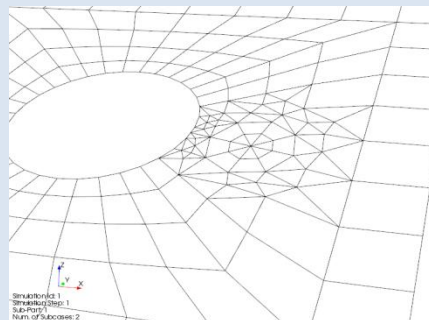 Z
Y
X
Simulation Id: 1
Simulation Step: 1
Sub-Part: 1
Num. of Subcases: 2